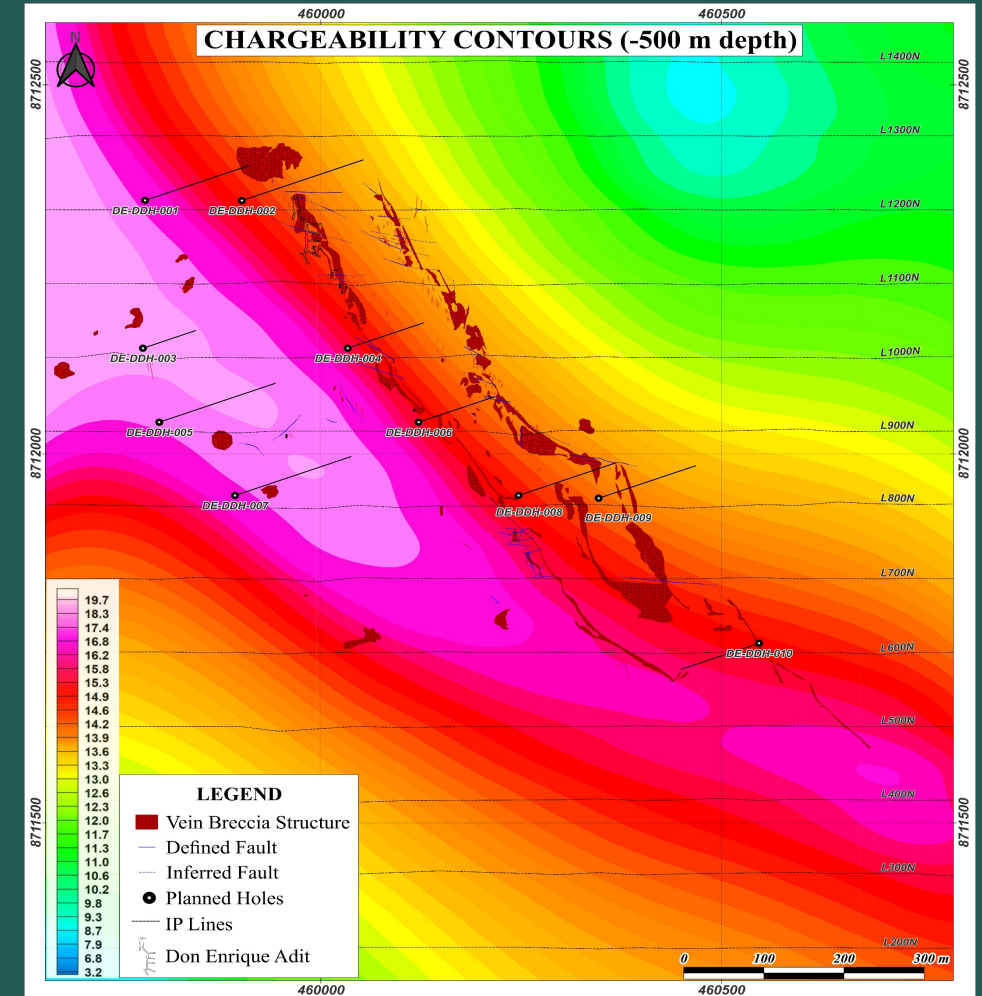 460000
460500
CHARGEABILITY CONTOURS (-500 m depth)
N
8712500
8712500
L1400N
L1300N
DE-DDH-001
DE-DDH-002
L1200N
L1100N
DE-DDH-003
DE-DDH-004
L1000N
DE-DDH-005
DE-DDH-006
L900N
8712000
8712000
DE-DDH-007
DE-DDH-008
DE-DDH-009
L800N
L700N
L600N
DE-DDH-010
L500N
L400N
L300N
L200N
8711500
8711500
19.7
18.3
17.4
16.8
16.2
15.8
15.3
14.9
14.6
14.2
13.9
13.6
13.3
13.0
12.6
12.3
12.0
11.7
11.3
11.0
10.6
10.2
9.8
9.3
8.7
7.9
6.8
3.2
LEGEND
Vein Breccia Structure
Defined Fault
Inferred Fault
Planned Holes
IP Lines
Don Enrique Adit
0 100 200 300 m
460000
460500